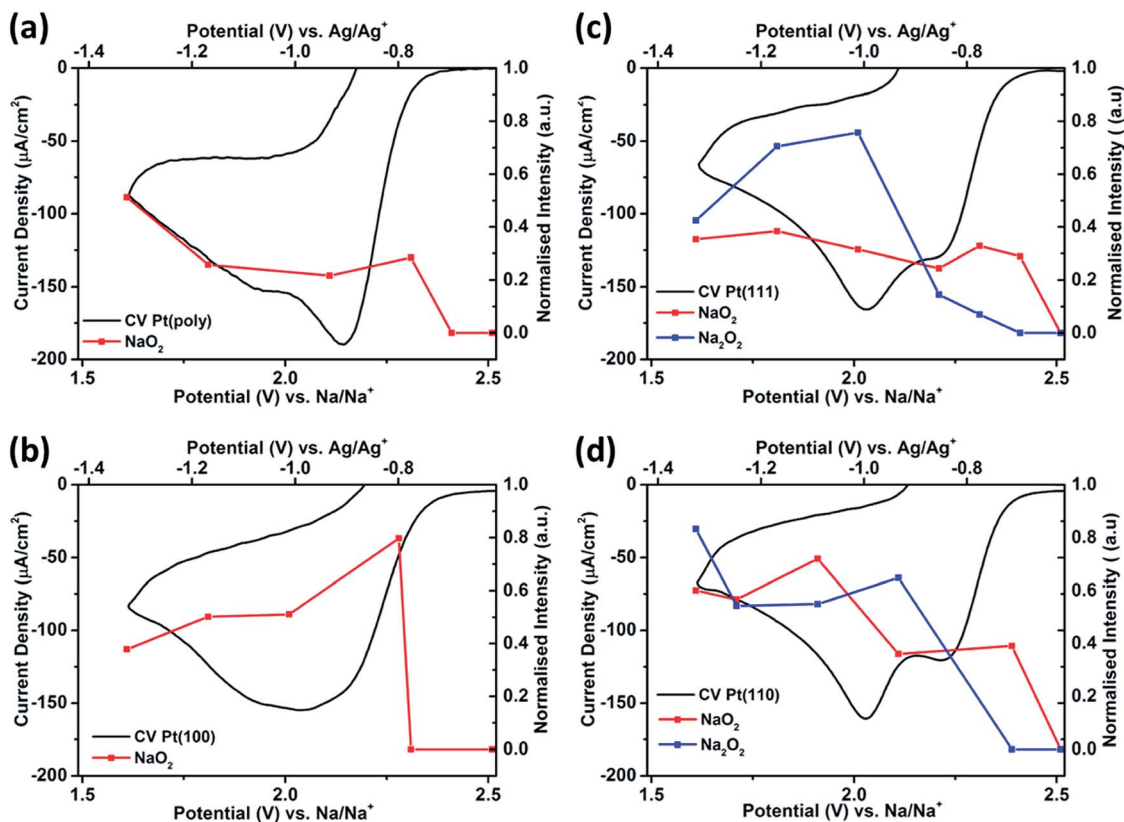 (a)
Potential (V) vs. Ag/Ag⁺
-1.4 -1.2 -1.0 -0.8
Current Density (μA/cm²)
0
-50
-100
-150
-200
Normalised Intensity (a.u.)
1.0
0.8
0.6
0.4
0.2
0.0
CV Pt(poly)
NaO₂
1.5 2.0 2.5
Potential (V) vs. Na/Na⁺
(c)
Potential (V) vs. Ag/Ag⁺
-1.4 -1.2 -1.0 -0.8
Current Density (μA/cm²)
0
-50
-100
-150
-200
Normalised Intensity ( (a.u)
1.0
0.8
0.6
0.4
0.2
0.0
CV Pt(111)
NaO₂
Na₂O₂
1.5 2.0 2.5
Potential (V) vs. Na/Na⁺
(b)
Potential (V) vs. Ag/Ag⁺
-1.4 -1.2 -1.0 -0.8
Current Density (μA/cm²)
0
-50
-100
-150
-200
Normalised Intensity ((a.u.)
1.0
0.8
0.6
0.4
0.2
0.0
CV Pt(100)
NaO₂
1.5 2.0 2.5
Potential (V) vs. Na/Na⁺
(d)
Potential (V) vs. Ag/Ag⁺
-1.4 -1.2 -1.0 -0.8
Current Density (μA/cm²)
0
-50
-100
-150
-200
Normalised Intensity ( (a.u)
1.0
0.8
0.6
0.4
0.2
0.0
CV Pt(110)
NaO₂
Na₂O₂
1.5 2.0 2.5
Potential (V) vs. Na/Na⁺